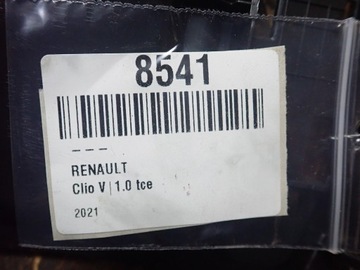 8541
---
RENAULT
Clio V | 1.0 tce
2021